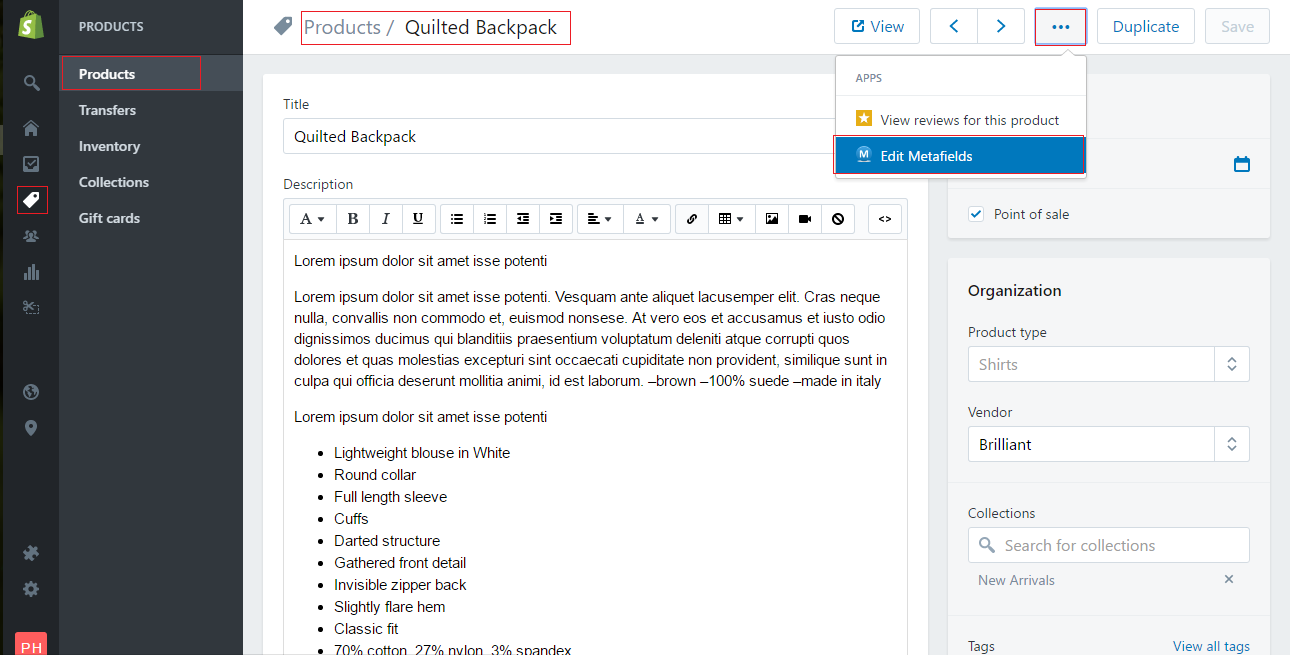 PRODUCTS
Products
Transfers
Inventory
Collections
Gift cards
PH
Products / Quilted Backpack
View
Duplicate
Save
APPS
View reviews for this product
M Edit Metafields
Title
Quilted Backpack
Description
A B I U A <>
Lorem ipsum dolor sit amet isse potenti
Lorem ipsum dolor sit amet isse potenti. Vesquam ante aliquet lacusemper elit. Cras neque
nulla, convallis non commodo et, euismod nonsese. At vero eos et accusamus et iusto odio
dignissimos ducimus qui blanditiis praesentium voluptatum deleniti atque corrupti quos
dolores et quas molestias excepturi sint occaecati cupiditate non provident, similique sunt in
culpa qui officia deserunt mollitia animi, id est laborum. –brown –100% suede –made in italy
Lorem ipsum dolor sit amet isse potenti
• Lightweight blouse in White
• Round collar
• Full length sleeve
• Cuffs
• Darted structure
• Gathered front detail
• Invisible zipper back
• Slightly flare hem
• Classic fit
• 70% cotton, 27% nylon, 3% spandex
Point of sale
Organization
Product type
Shirts
Vendor
Brilliant
Collections
Search for collections
New Arrivals ×
Tags
View all tags